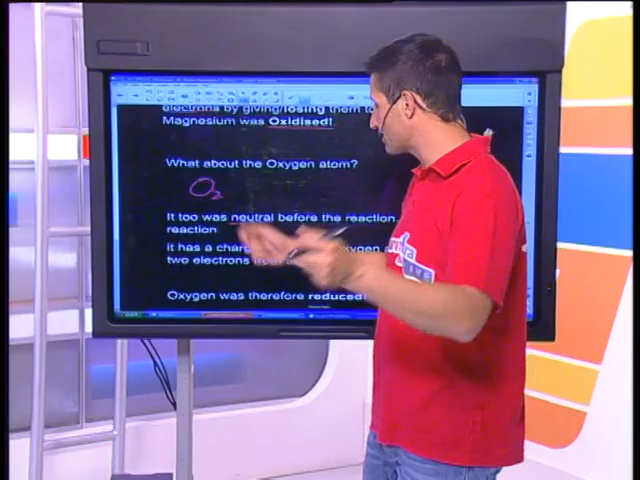 electrons by giving/losing them to
Magnesium was Oxidised!
What about the Oxygen atom?
O2
It too was neutral before the reaction,
reaction
it has a
two electrons
Oxygen was therefore reduced!